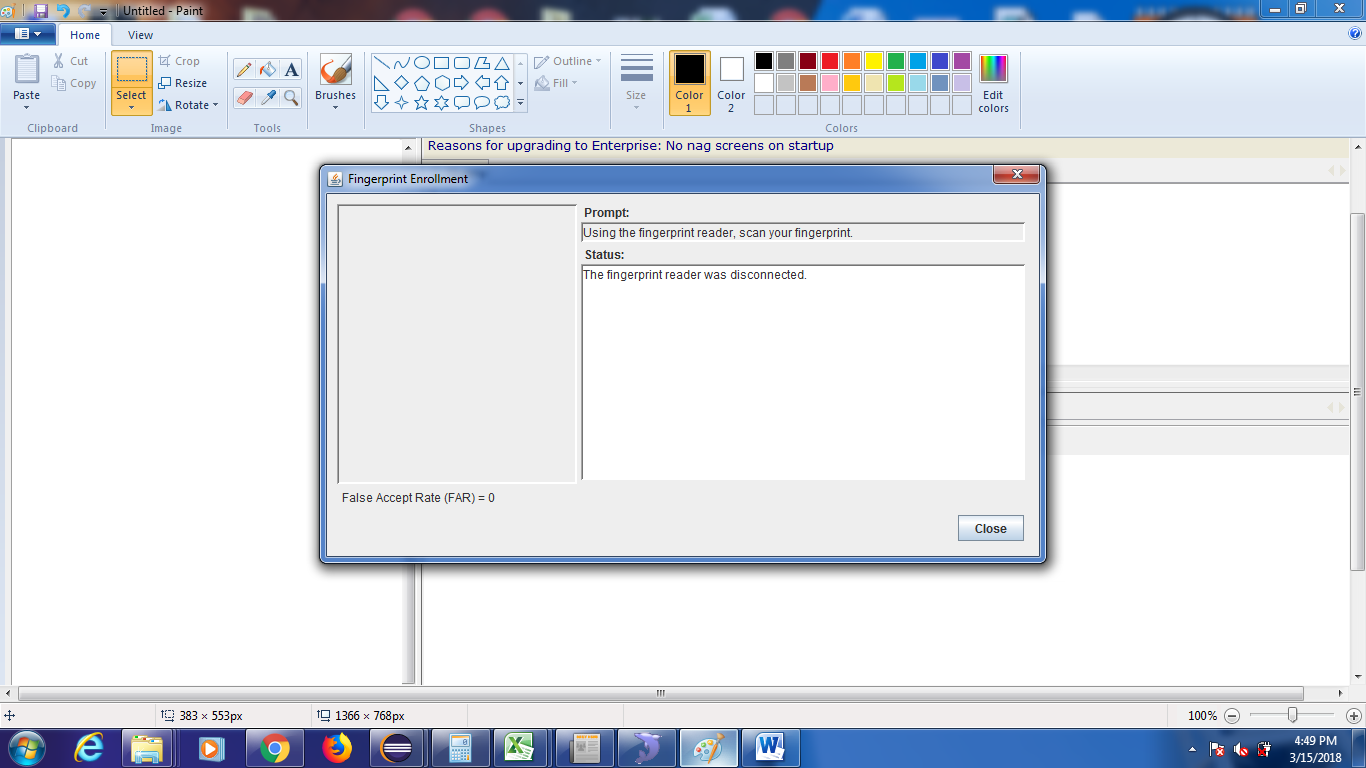 Untitled - Paint
Home
View
Paste
Cut
Copy
Clipboard
Select
Crop
Resize
Rotate
Image
A
Tools
Brushes
Shapes
Outline
Fill
Size
Color
1
Color
2
Edit
colors
Colors
Reasons for upgrading to Enterprise: No nag screens on startup
Fingerprint Enrollment
Prompt:
Using the fingerprint reader, scan your fingerprint.
Status:
The fingerprint reader was disconnected.
False Accept Rate (FAR) = 0
Close
383 × 553px
1366 × 768px
100%
4:49 PM
3/15/2018